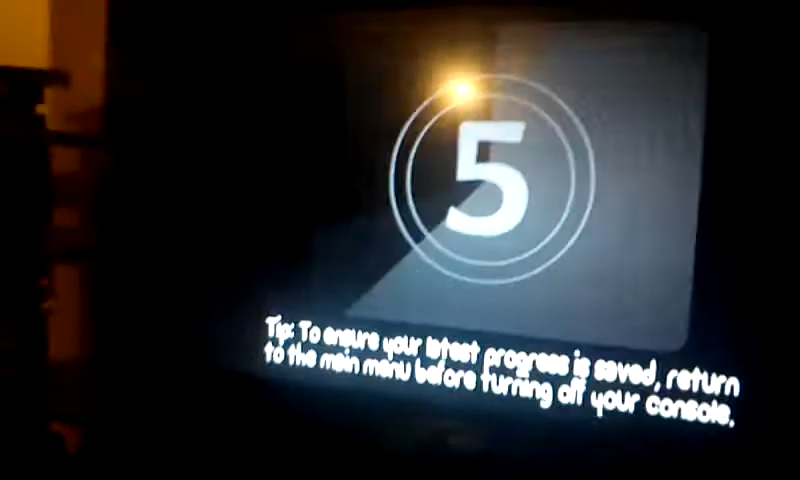 5
Tip: To ensure your latest progress is saved, return
to the main menu before turning off your console.